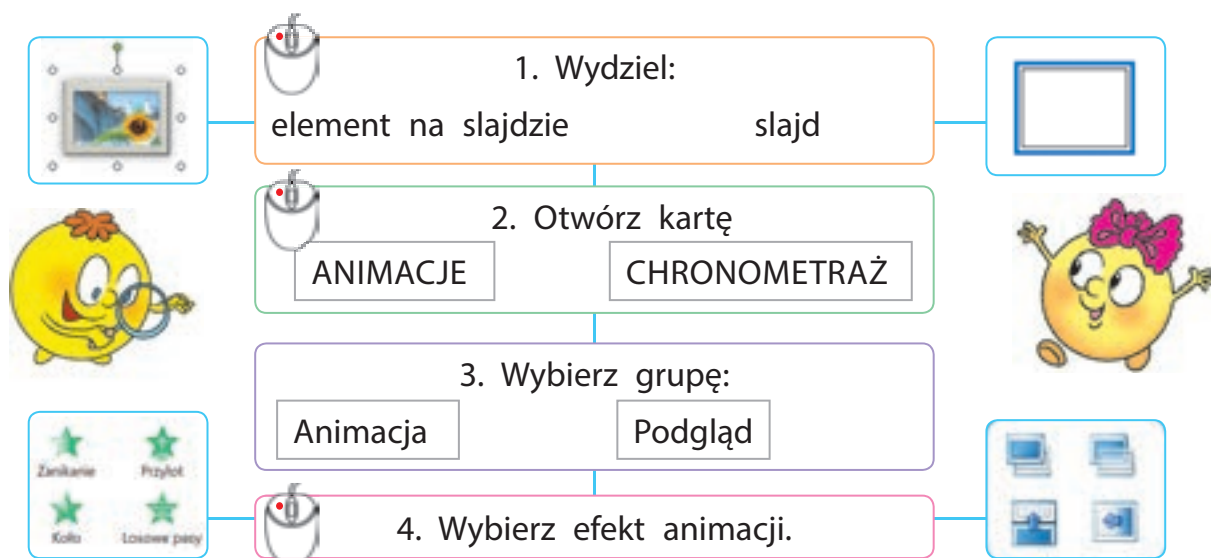 1. Wydziel:
element na slajdzie slajd
2. Otwórz kartę
ANIMACJE CHRONOMETRAŻ
3. Wybierz grupę:
Animacja Podgląd
Zanikanie Przylot
Koło Losowe pasy
4. Wybierz efekt animacji.